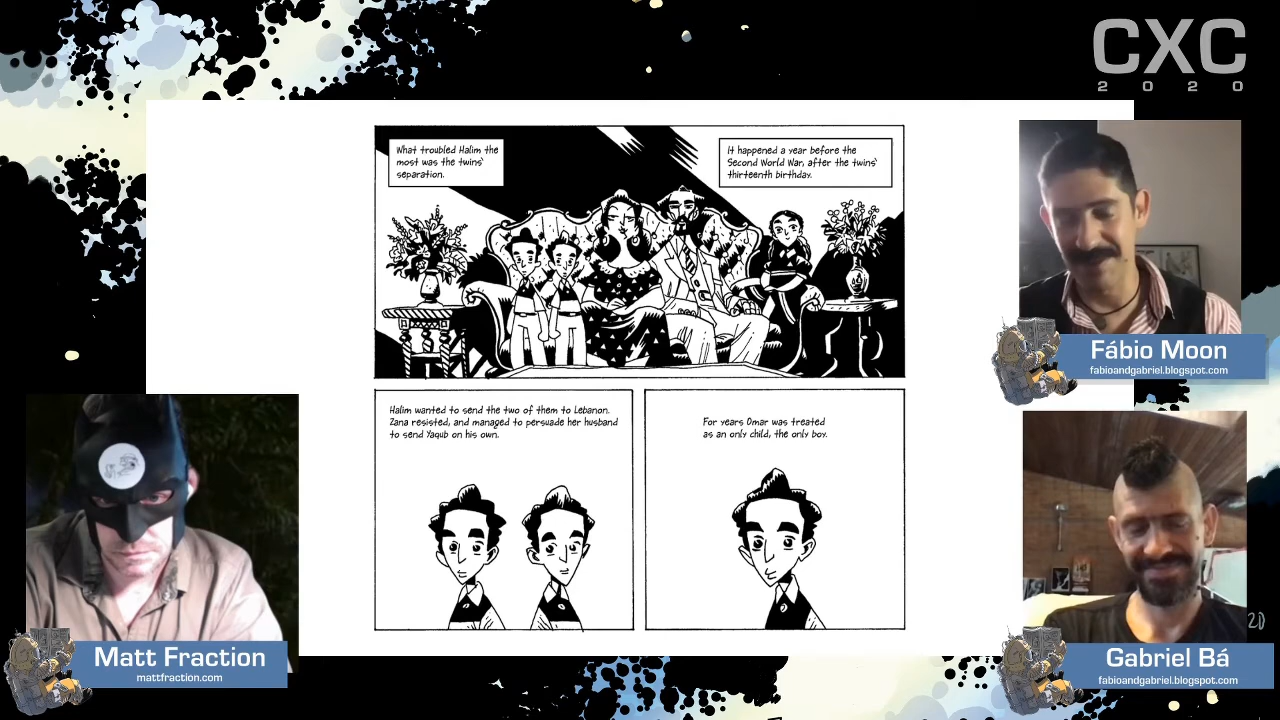 CXC
2020
What troubled Halim the
most was the twins'
separation.
It happened a year before the
Second World War, after the twins'
thirteenth birthday.
Halim wanted to send the two of them to Lebanon.
Zana resisted, and managed to persuade her husband
to send Yaqub on his own.
For years Omar was treated
as an only child, the only boy.
Fábio Moon
fabioandgabriel.blogspot.com
Matt Fraction
mattfraction.com
Gabriel Bá
fabioandgabriel.blogspot.com